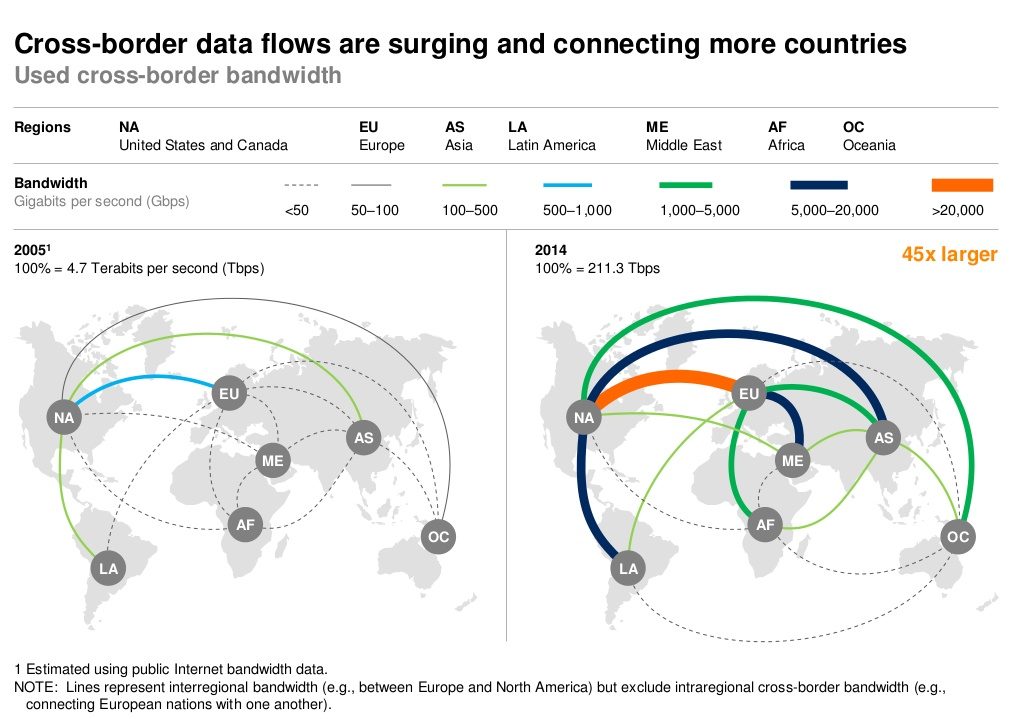 Cross-border data flows are surging and connecting more countries
Used cross-border bandwidth
Regions NA EU AS LA ME AF OC
United States and Canada Europe Asia Latin America Middle East Africa Oceania
Bandwidth
Gigabits per second (Gbps)
<50 50–100 100–500 500–1,000 1,000–5,000 5,000–20,000 >20,000
2005¹
100% = 4.7 Terabits per second (Tbps)
NA
EU
AS
ME
AF
OC
LA
2014
100% = 211.3 Tbps
45x larger
NA
EU
AS
ME
AF
OC
LA
1 Estimated using public Internet bandwidth data.
NOTE: Lines represent interregional bandwidth (e.g., between Europe and North America) but exclude intraregional cross-border bandwidth (e.g.,
connecting European nations with one another).